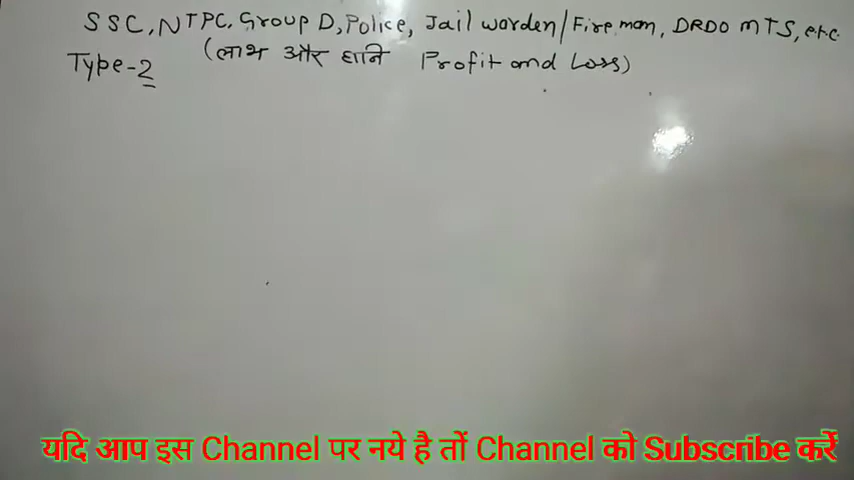 SSC, NTPC, Group D, Police, Jail warden/Fire man, DRDO MTS, etc
Type-2 (लाभ और हानि Profit and Loss)
यदि आप इस Channel पर नये है तों Channel को Subscribe करें